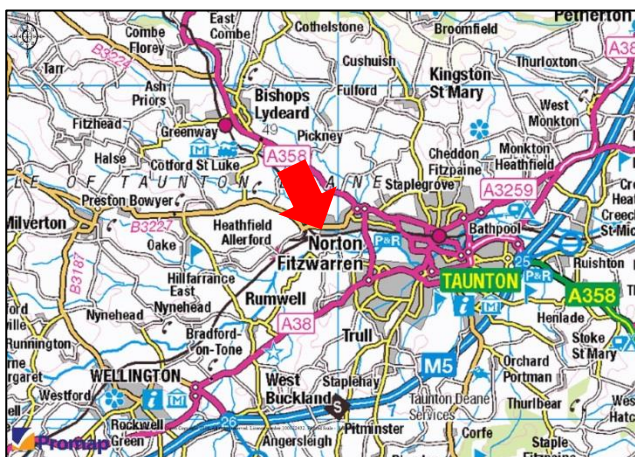 Combe
Florey
East
Combe
Cothelstone
Broomfield
Petherton
B3224
Tarr
Cushuish
Thurloxton
A38
Ash
Priors
Bishops
Lydeard
Fulford
Kingston
St Mary
West
Monkton
Fitzhead
Greenway
49
Pickney
Halse
Cotford St Luke
A358
Cheddon
Fitzpaine
Monkton
Heathfield
Staplegrove
A3259
Preston Bowyer
Milverton
B3227
Heathfield
Allerford
Norton
Fitzwarren
P&R
Bathpool
Oake
25
Ruishton
P&R
Hillfarrance
East
Nynehead
TAUNTON
A358
B3187
Rumwell
Nynehead
A38
Bradford-
on-Tone
Trull
Henlade
Stoke
St Mary
Runnington
M5
WELLINGTON
West
Buckland
Staplehay
Orchard
Portman
Westford
S
7
Taunton Deane
Services
Thurlbear
Rockwell
Green
26
Angersleigh
Pitminster
Corfe
Staple
Fitzpaine
Promap